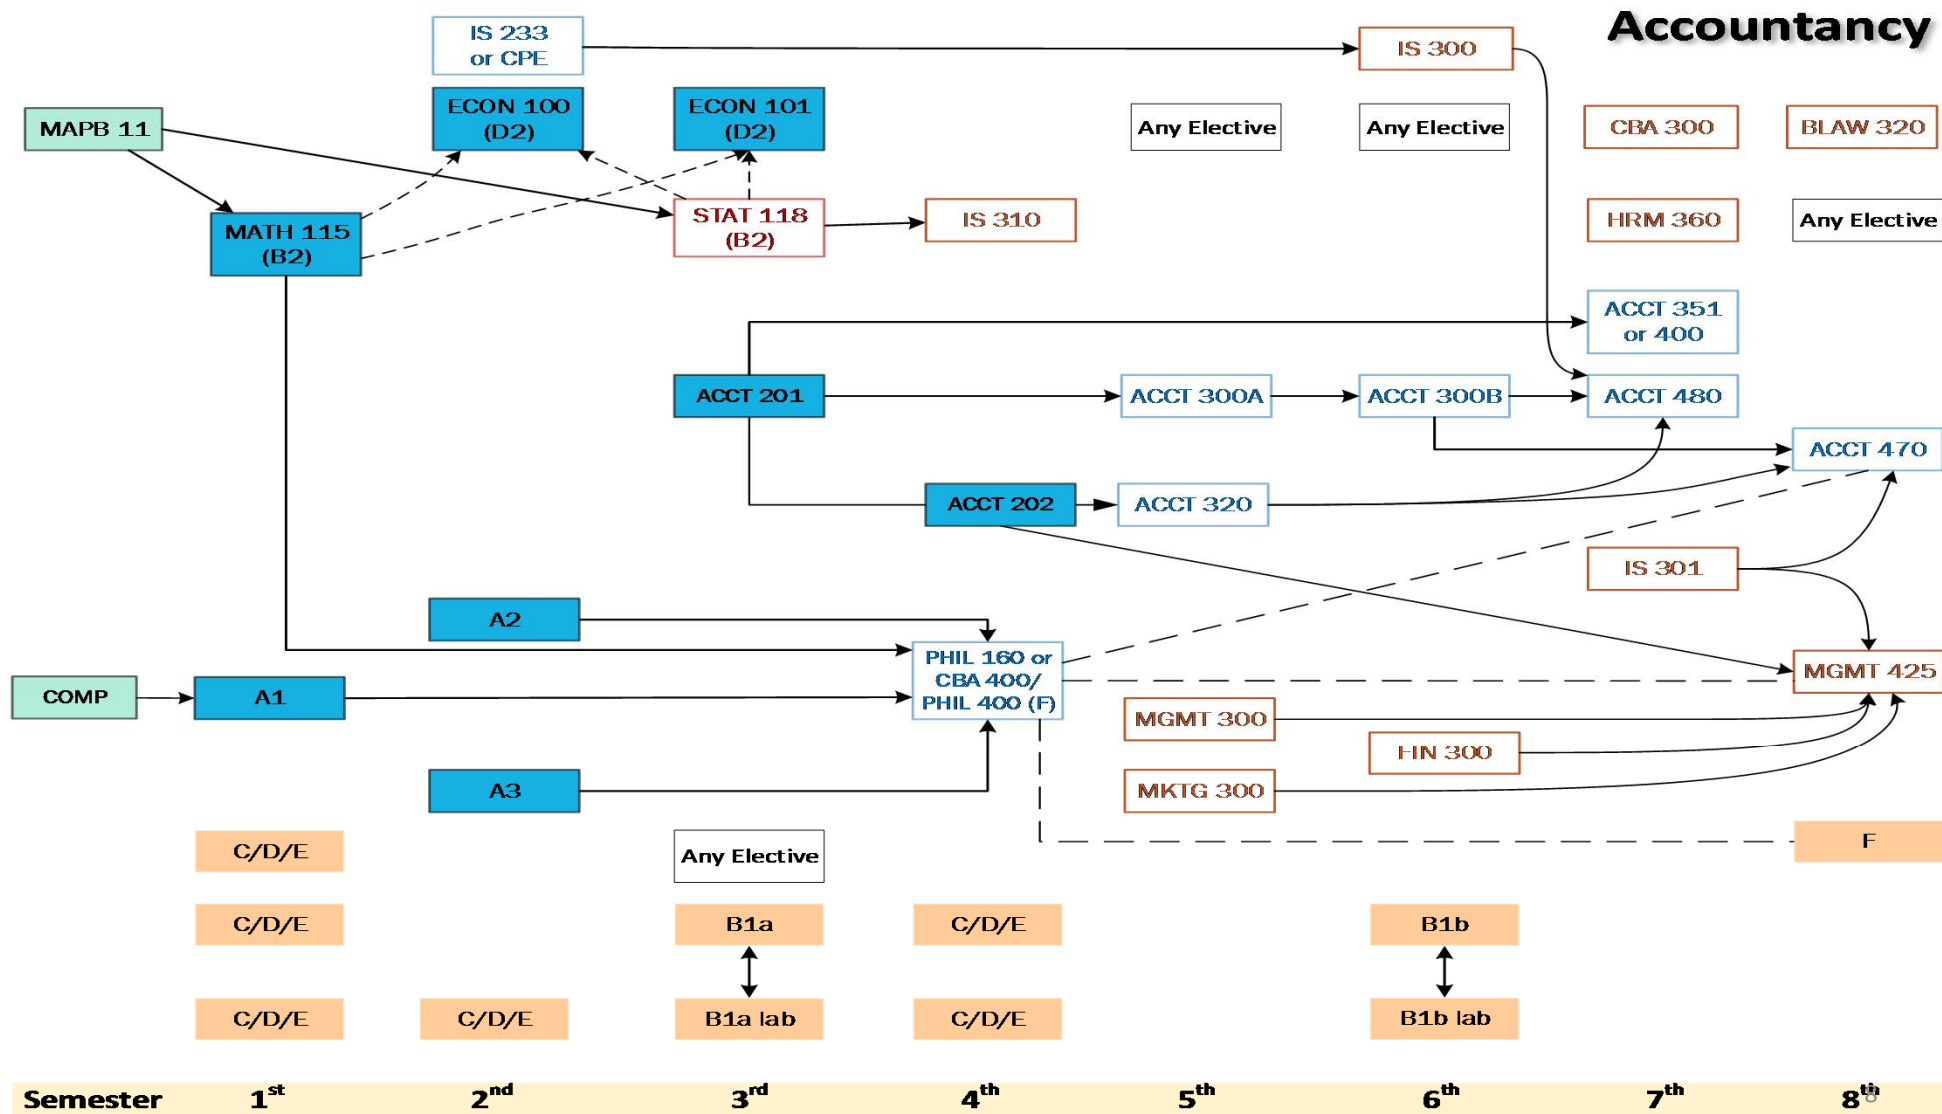 Accountancy
IS 233
or CPE
IS 300
MAPB 11
ECON 100
(D2)
ECON 101
(D2)
Any Elective
Any Elective
CBA 300
BLAW 320
MATH 115
(B2)
STAT 118
(B2)
IS 310
HRM 360
Any Elective
ACCT 351
or 400
ACCT 201
ACCT 300A
ACCT 300B
ACCT 480
ACCT 470
ACCT 202
ACCT 320
IS 301
A2
PHIL 160 or
CBA 400/
PHIL 400 (F)
MGMT 425
COMP
A1
MGMT 300
HN 300
A3
MKTG 300
C/D/E
Any Elective
F
C/D/E
B1a
C/D/E
B1b
C/D/E
C/D/E
B1a lab
C/D/E
B1b lab
Semester 1st 2nd 3rd 4th 5th 6th 7th 8th
8